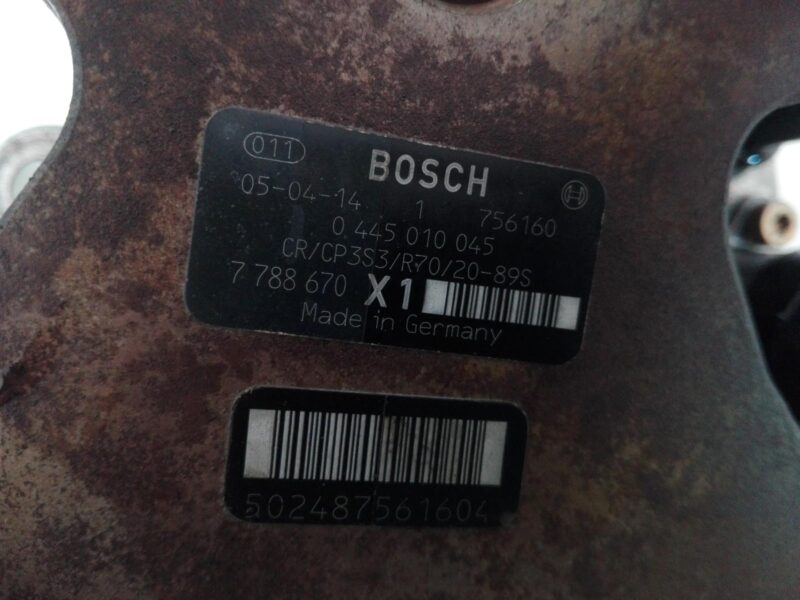 011 BOSCH
05-04-14 1 756160
0 445 010 045
CR/CP3S3/R70/20-89S
7 788 670 X1
Made in Germany
502487561604